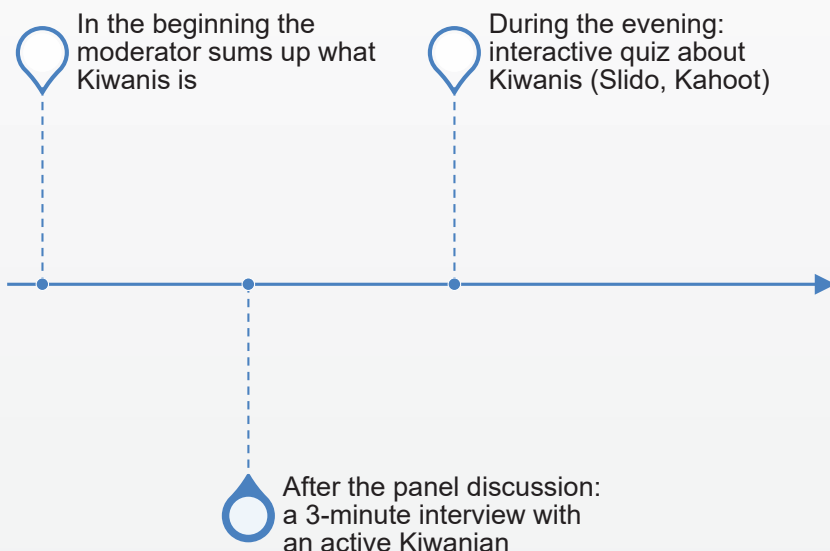 In the beginning the
moderator sums up what
Kiwanis is
During the evening:
interactive quiz about
Kiwanis (Slido, Kahoot)
After the panel discussion:
a 3-minute interview with
an active Kiwanian